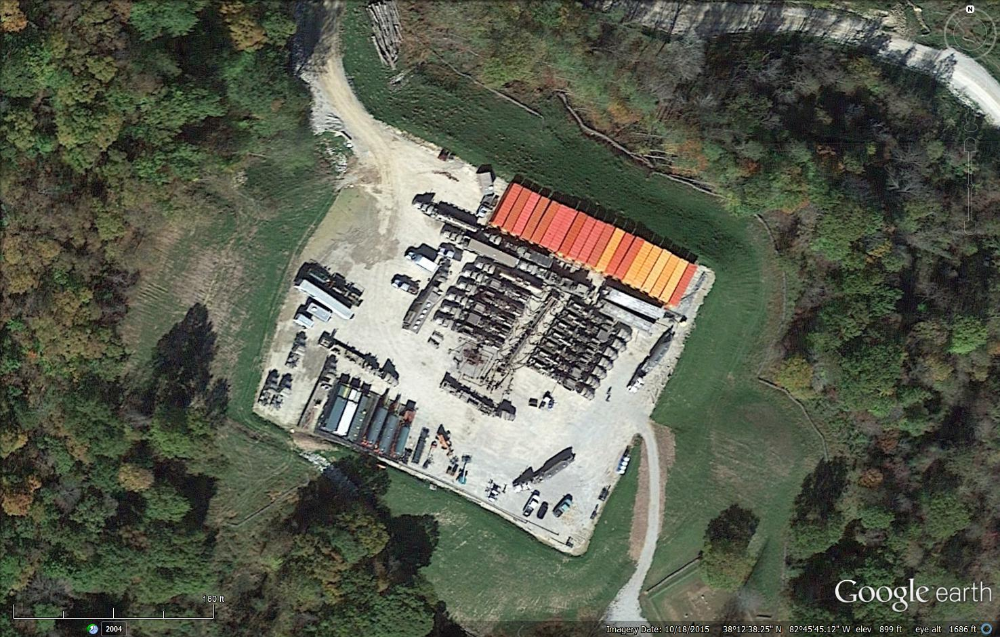 N
Google earth
180 ft
2004
Imagery Date: 10/18/2015 38°12'38.25" N 82°45'45.12" W elev 899 ft eye alt 1686 ft